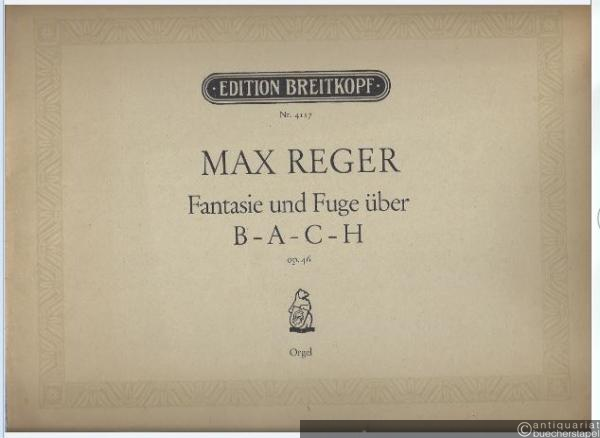 ·EDITION BREITKOPF·
Nr. 4117
MAX REGER
Fantasie und Fuge über
B-A-C-H
op. 46
Orgel
©antiquariat
buecherstapel